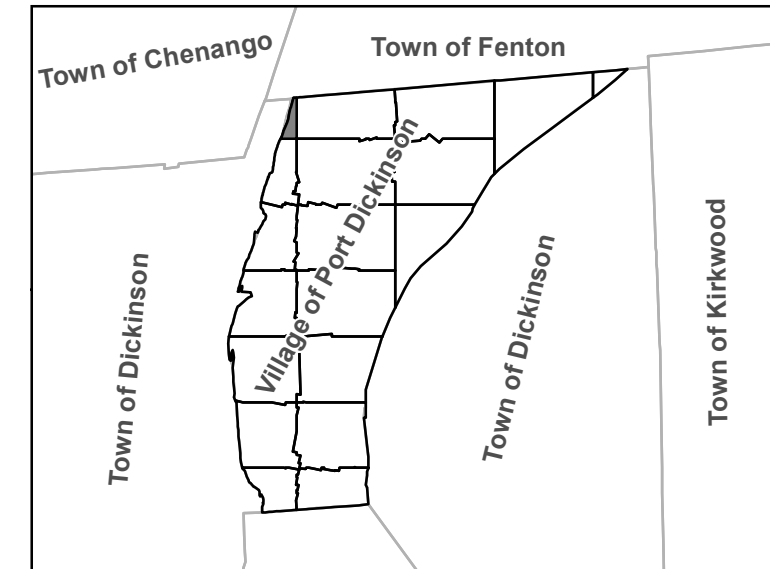 Town of Chenango
Town of Fenton
Village of Port Dickinson
Town of Dickinson
Town of Dickinson
Town of Kirkwood